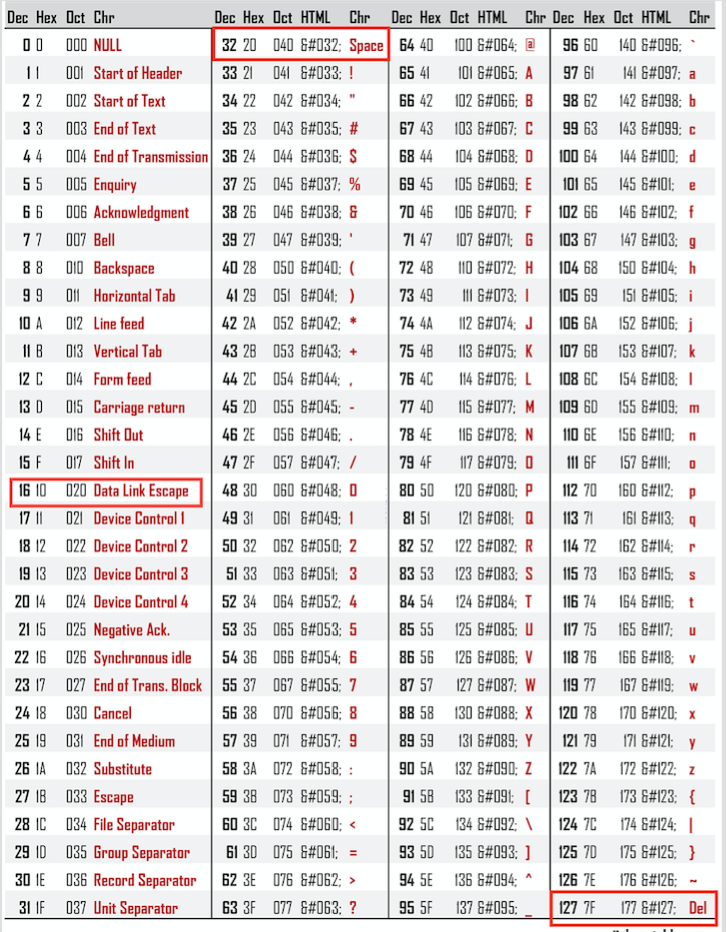 Dec Hex Oct Chr Dec Hex Oct HTML Chr Dec Hex Oct HTML Chr Dec Hex Oct HTML Chr
0 0 000 NULL 32 20 040 &#032; Space 64 40 100 &#064; @ 96 60 140 &#096; `
1 1 001 Start of Header 33 21 041 &#033; ! 65 41 101 &#065; A 97 61 141 &#097; a
2 2 002 Start of Text 34 22 042 &#034; " 66 42 102 &#066; B 98 62 142 &#098; b
3 3 003 End of Text 35 23 043 &#035; # 67 43 103 &#067; C 99 63 143 &#099; c
4 4 004 End of Transmission 36 24 044 &#036; $ 68 44 104 &#068; D 100 64 144 &#100; d
5 5 005 Enquiry 37 25 045 &#037; % 69 45 105 &#069; E 101 65 145 &#101; e
6 6 006 Acknowledgment 38 26 046 &#038; & 70 46 106 &#070; F 102 66 146 &#102; f
7 7 007 Bell 39 27 047 &#039; ' 71 47 107 &#071; G 103 67 147 &#103; g
8 8 010 Backspace 40 28 050 &#040; ( 72 48 110 &#072; H 104 68 150 &#104; h
9 9 011 Horizontal Tab 41 29 051 &#041; ) 73 49 111 &#073; I 105 69 151 &#105; i
10 A 012 Line feed 42 2A 052 &#042; * 74 4A 112 &#074; J 106 6A 152 &#106; j
11 B 013 Vertical Tab 43 2B 053 &#043; + 75 4B 113 &#075; K 107 6B 153 &#107; k
12 C 014 Form feed 44 2C 054 &#044; , 76 4C 114 &#076; L 108 6C 154 &#108; l
13 D 015 Carriage return 45 2D 055 &#045; - 77 4D 115 &#077; M 109 6D 155 &#109; m
14 E 016 Shift Out 46 2E 056 &#046; . 78 4E 116 &#078; N 110 6E 156 &#110; n
15 F 017 Shift In 47 2F 057 &#047; / 79 4F 117 &#079; O 111 6F 157 &#111; o
16 10 020 Data Link Escape 48 30 060 &#048; 0 80 50 120 &#080; P 112 70 160 &#112; p
17 11 021 Device Control 1 49 31 061 &#049; 1 81 51 121 &#081; Q 113 71 161 &#113; q
18 12 022 Device Control 2 50 32 062 &#050; 2 82 52 122 &#082; R 114 72 162 &#114; r
19 13 023 Device Control 3 51 33 063 &#051; 3 83 53 123 &#083; S 115 73 163 &#115; s
20 14 024 Device Control 4 52 34 064 &#052; 4 84 54 124 &#084; T 116 74 164 &#116; t
21 15 025 Negative Ack. 53 35 065 &#053; 5 85 55 125 &#085; U 117 75 165 &#117; u
22 16 026 Synchronous idle 54 36 066 &#054; 6 86 56 126 &#086; V 118 76 166 &#118; v
23 17 027 End of Trans. Block 55 37 067 &#055; 7 87 57 127 &#087; W 119 77 167 &#119; w
24 18 030 Cancel 56 38 070 &#056; 8 88 58 130 &#088; X 120 78 170 &#120; x
25 19 031 End of Medium 57 39 071 &#057; 9 89 59 131 &#089; Y 121 79 171 &#121; y
26 1A 032 Substitute 58 3A 072 &#058; : 90 5A 132 &#090; Z 122 7A 172 &#122; z
27 1B 033 Escape 59 3B 073 &#059; ; 91 5B 133 &#091; [ 123 7B 173 &#123; {
28 1C 034 File Separator 60 3C 074 &#060; < 92 5C 134 &#092; \ 124 7C 174 &#124; |
29 1D 035 Group Separator 61 3D 075 &#061; = 93 5D 135 &#093; ] 125 7D 175 &#125; }
30 1E 036 Record Separator 62 3E 076 &#062; > 94 5E 136 &#094; ^ 126 7E 176 &#126; ~
31 1F 037 Unit Separator 63 3F 077 &#063; ? 95 5F 137 &#095; _ 127 7F 177 &#127; Del